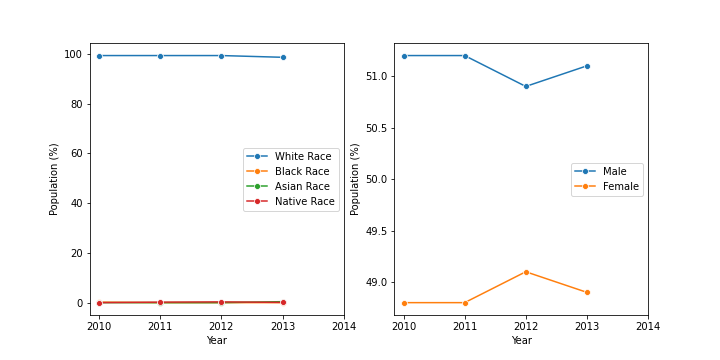 100
80
60
40
20
0
Population (%)
2010 2011 2012 2013 2014
Year
White Race
Black Race
Asian Race
Native Race
51.0
50.5
50.0
49.5
49.0
Population (%)
2010 2011 2012 2013 2014
Year
Male
Female